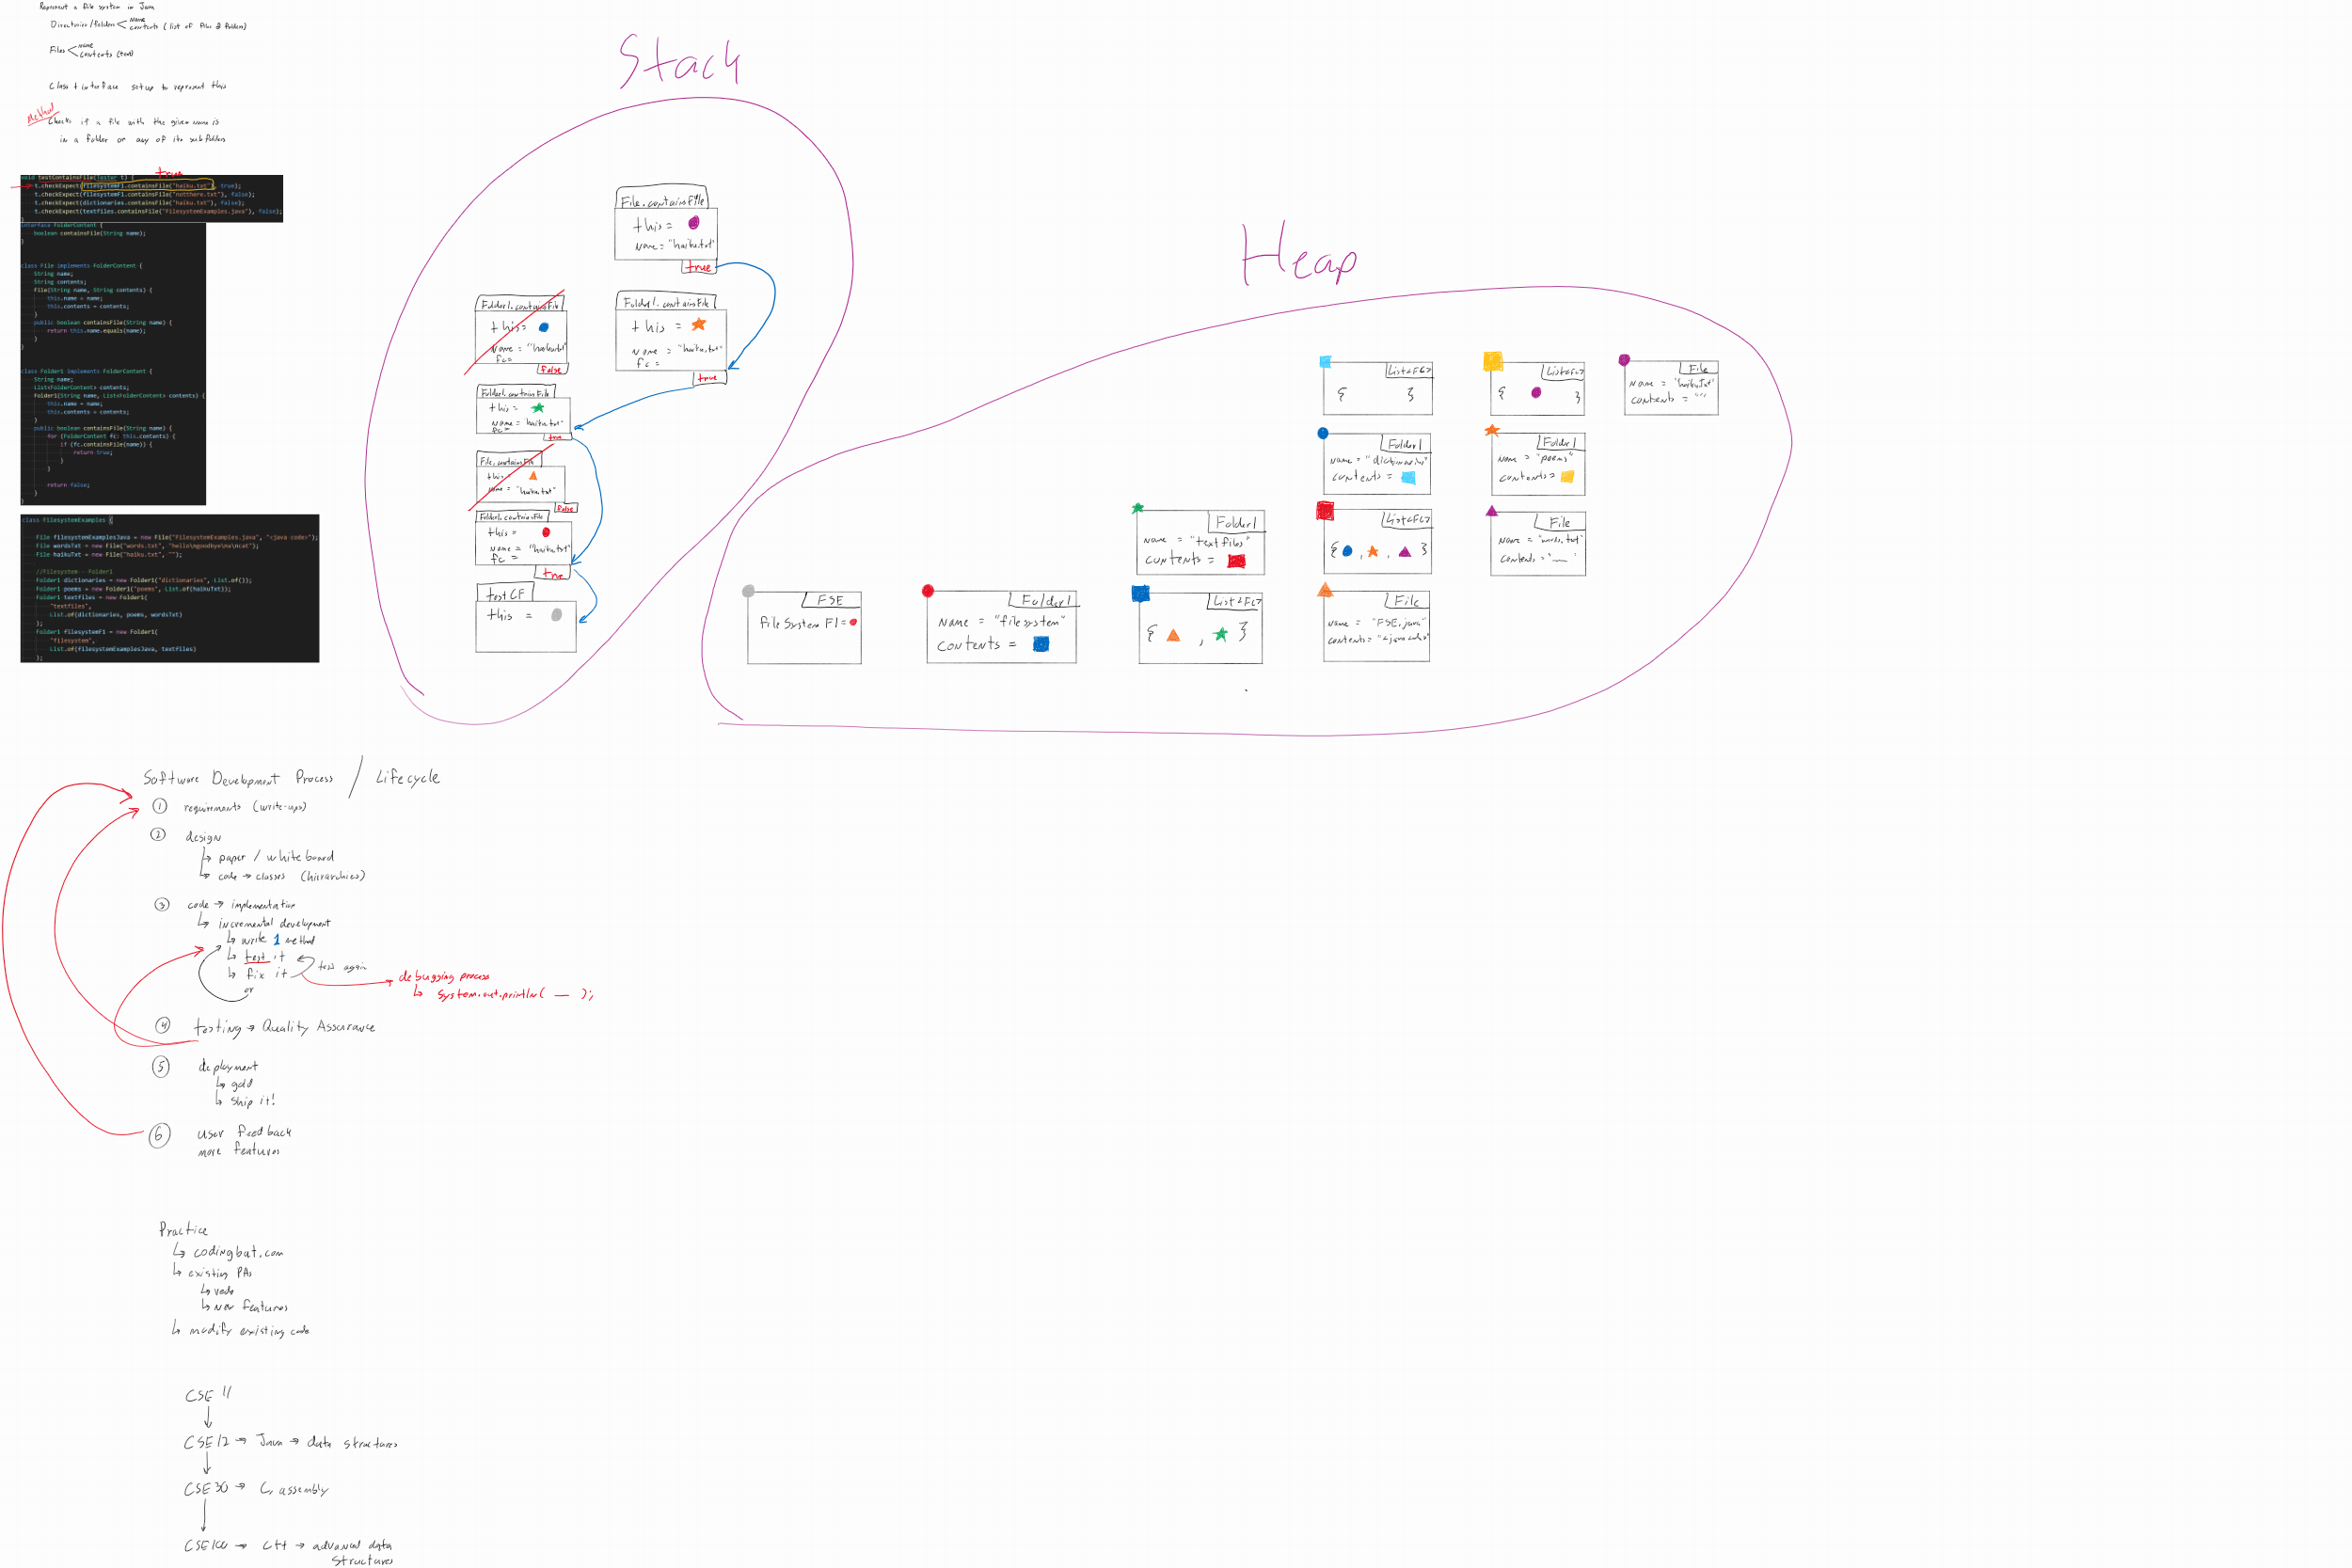 Represent a file system in Java
Directories/folders < name
contents (list of files & folders)
Files < name
contents (text)
Class + interface setup to represent this
Method
Checks if a file with the given name is
in a folder or any of its subfolders
true
void testContainsFile(Tester t) {
t.checkExpect(filesystemF1.containsFile("haiku.txt"), true);
t.checkExpect(filesystemF1.containsFile("notthere.txt"), false);
t.checkExpect(dictionaries.containsFile("haiku.txt"), false);
t.checkExpect(textfiles.containsFile("FilesystemExamples.java"), false);
}
interface FolderContent {
boolean containsFile(String name);
}
class File implements FolderContent {
String name;
String contents;
File(String name, String contents) {
this.name = name;
this.contents = contents;
}
public boolean containsFile(String name) {
return this.name.equals(name);
}
}
class Folder1 implements FolderContent {
String name;
List<FolderContent> contents;
Folder1(String name, List<FolderContent> contents) {
this.name = name;
this.contents = contents;
}
public boolean containsFile(String name) {
for (FolderContent fc: this.contents) {
if (fc.containsFile(name)) {
return true;
}
}
return false;
}
}
class FilesystemExamples {
File filesystemExamplesJava = new File("FilesystemExamples.java", "<java code>");
File wordsTxt = new File("words.txt", "hello\ngoodbye\na\ncat");
File haikuTxt = new File("haiku.txt", "");
//Filesystem - Folder1
Folder1 dictionaries = new Folder1("dictionaries", List.of());
Folder1 poems = new Folder1("poems", List.of(haikuTxt));
Folder1 textfiles = new Folder1(
"textfiles",
List.of(dictionaries, poems, wordsTxt)
);
Folder1 filesystemF1 = new Folder1(
"filesystem",
List.of(filesystemExamplesJava, textfiles)
);
Stack
File.containsFile
this =
name = "haiku.txt"
true
Folder1.containsFile
this =
name = "haiku.txt"
fc =
false
Folder1.containsFile
this =
name = "haiku.txt"
fc =
true
Folder1.containsFile
this =
name = "haiku.txt"
fc =
true
File.containsFile
this =
name = "haiku.txt"
false
Folder1.containsFile
this =
name = "haiku.txt"
fc =
true
testCF
this =
Heap
List<FC>
{ }
List<FC>
{ }
File
name = "haiku.txt"
contents = ""
Folder1
name = "dictionaries"
contents =
Folder1
name = "poems"
contents =
Folder1
name = "textfiles"
contents =
List<FC>
{ , , }
File
name = "words.txt"
contents = "___"
FSE
fileSystemF1 =
Folder1
name = "filesystem"
contents =
List<FC>
{ , }
File
name = "FSE.java"
contents = "<java code>"
Software Development Process / Lifecycle
① requirements (write-ups)
② design
↳ paper / whiteboard
↳ code → classes (hierarchies)
③ code → implementation
↳ incremental development
↳ write 1 method
↳ test it
↳ fix it
test again
or
debugging process
↳ System.out.println( __ );
④ testing → Quality Assurance
⑤ deployment
↳ gold
↳ ship it!
⑥ user feedback
more features
Practice
↳ codingbat.com
↳ existing PAs
↳ redo
↳ new features
↳ modify existing code
CSE 11
CSE12 → Java → data structures
CSE30 → C, assembly
CSE100 → C++ → advanced data
structures